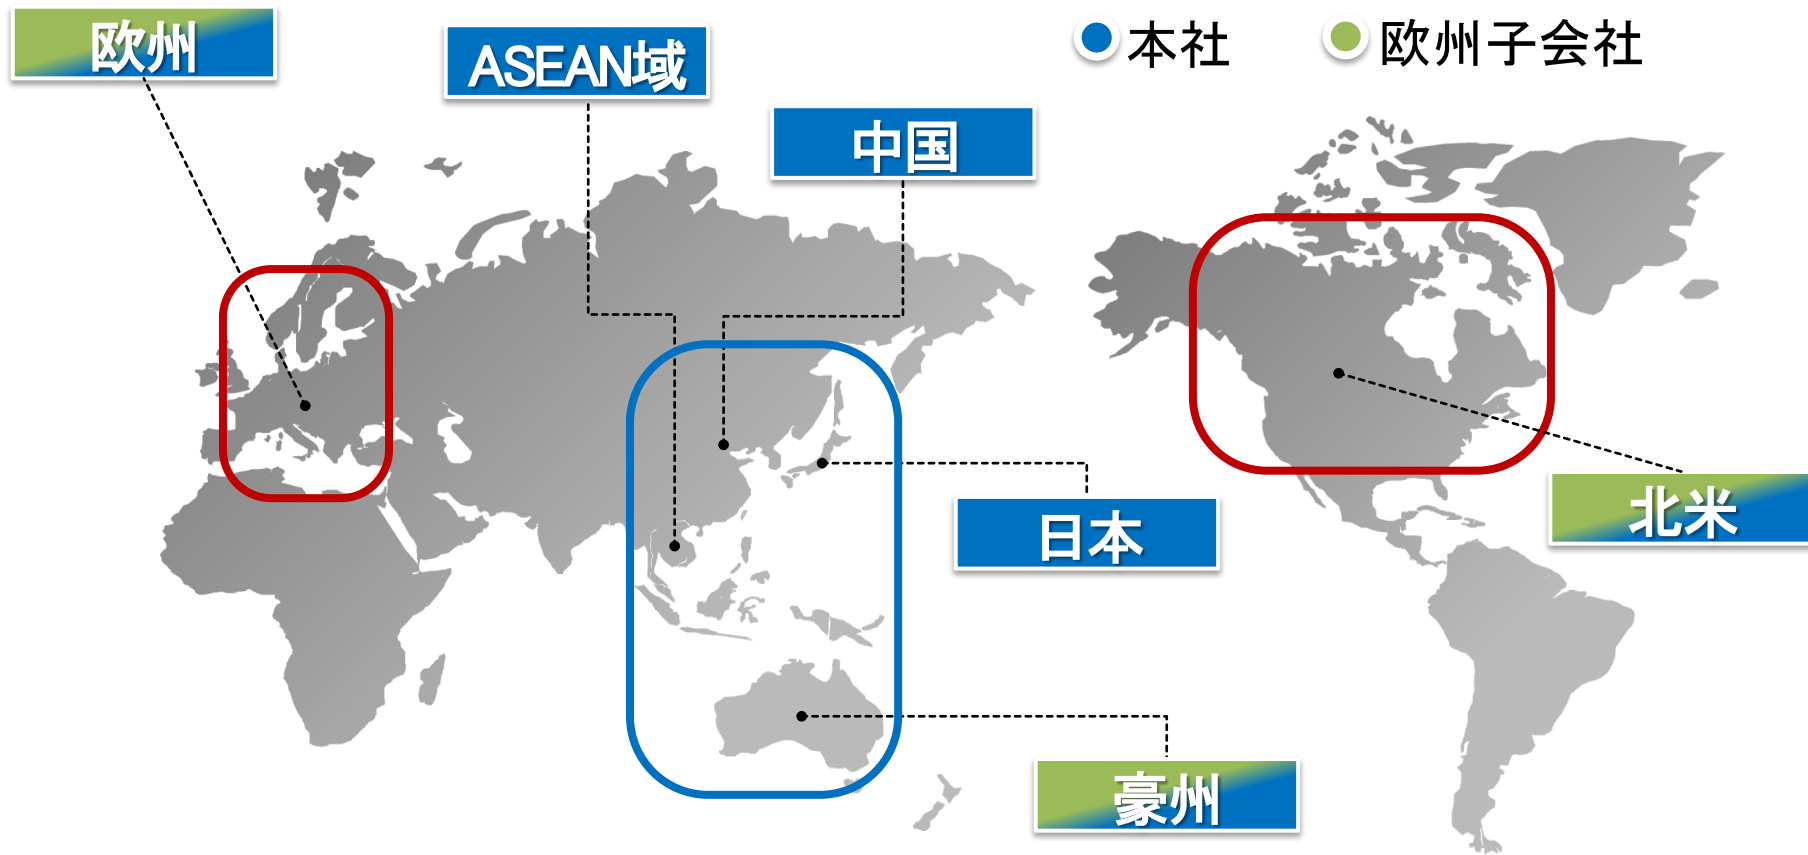 欧州
ASEAN域
中国
本社
欧州子会社
日本
北米
豪州